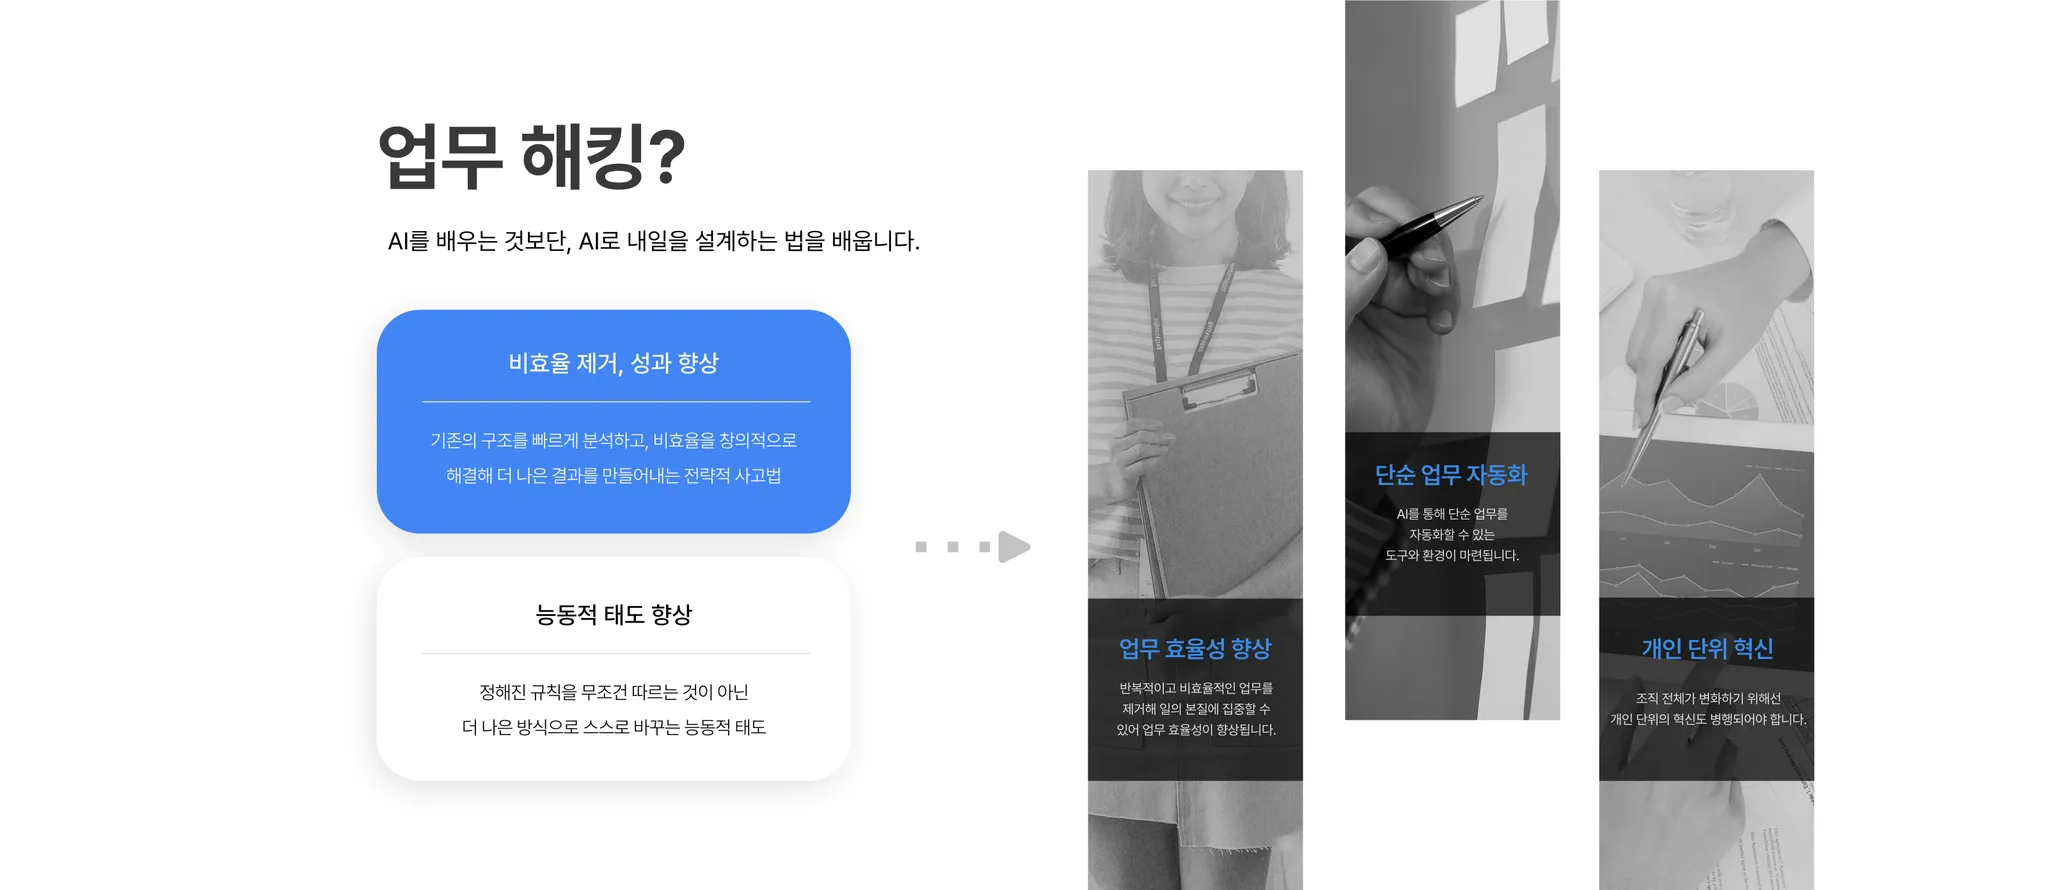 업무 해킹?
AI를 배우는 것보단, AI로 내일을 설계하는 법을 배웁니다.
비효율 제거, 성과 향상
기존의 구조를 빠르게 분석하고, 비효율을 창의적으로
해결해 더 나은 결과를 만들어내는 전략적 사고법
능동적 태도 향상
정해진 규칙을 무조건 따르는 것이 아닌
더 나은 방식으로 스스로 바꾸는 능동적 태도
업무 효율성 향상
반복적이고 비효율적인 업무를
제거해 일의 본질에 집중할 수
있어 업무 효율성이 향상됩니다.
단순 업무 자동화
AI를 통해 단순 업무를
자동화할 수 있는
도구와 환경이 마련됩니다.
개인 단위 혁신
조직 전체가 변화하기 위해선
개인 단위의 혁신도 병행되어야 합니다.